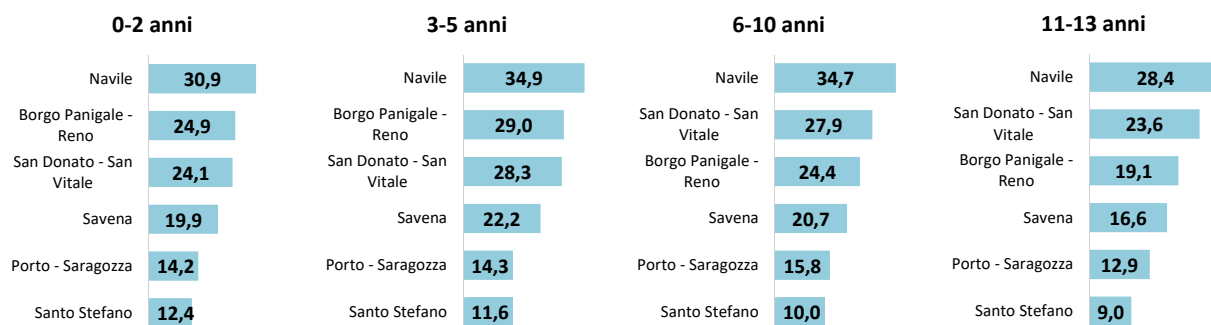 0-2 anni
Navile
30,9
Borgo Panigale -
Reno
24,9
San Donato - San
Vitale
24,1
Savena
19,9
Porto - Saragozza
14,2
Santo Stefano
12,4
3-5 anni
Navile
34,9
Borgo Panigale -
Reno
29,0
San Donato - San
Vitale
28,3
Savena
22,2
Porto - Saragozza
14,3
Santo Stefano
11,6
6-10 anni
Navile
34,7
San Donato - San
Vitale
27,9
Borgo Panigale -
Reno
24,4
Savena
20,7
Porto - Saragozza
15,8
Santo Stefano
10,0
11-13 anni
Navile
28,4
San Donato - San
Vitale
23,6
Borgo Panigale -
Reno
19,1
Savena
16,6
Porto - Saragozza
12,9
Santo Stefano
9,0